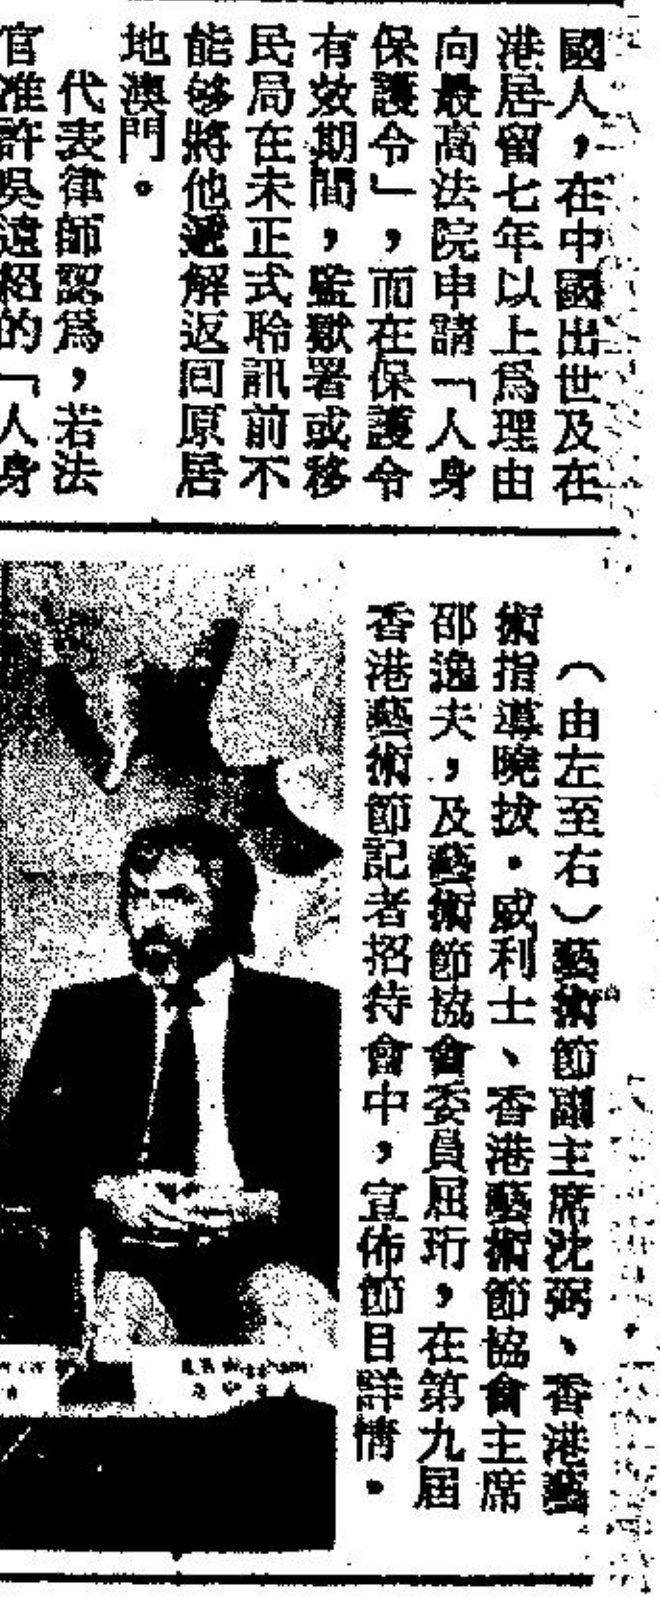 國人，在中國出世及在
港居留七年以上爲理由
向最高法院申請「人身
保護令」，而在保護令
有效期間，監獄署或移
民局在未正式聆訊前不
能够將他遞解返回原居
地澳門。
代表律師認爲，若法
官准許吳遠招的「人身
（由左至右）藝術節副主席沈弼、香港藝
術指導曉拔．威利士、香港藝術節協會主席
邵逸夫，及藝術節協會委員屈珩，在第九屆
香港藝術節記者招待會中，宣佈節目詳情。